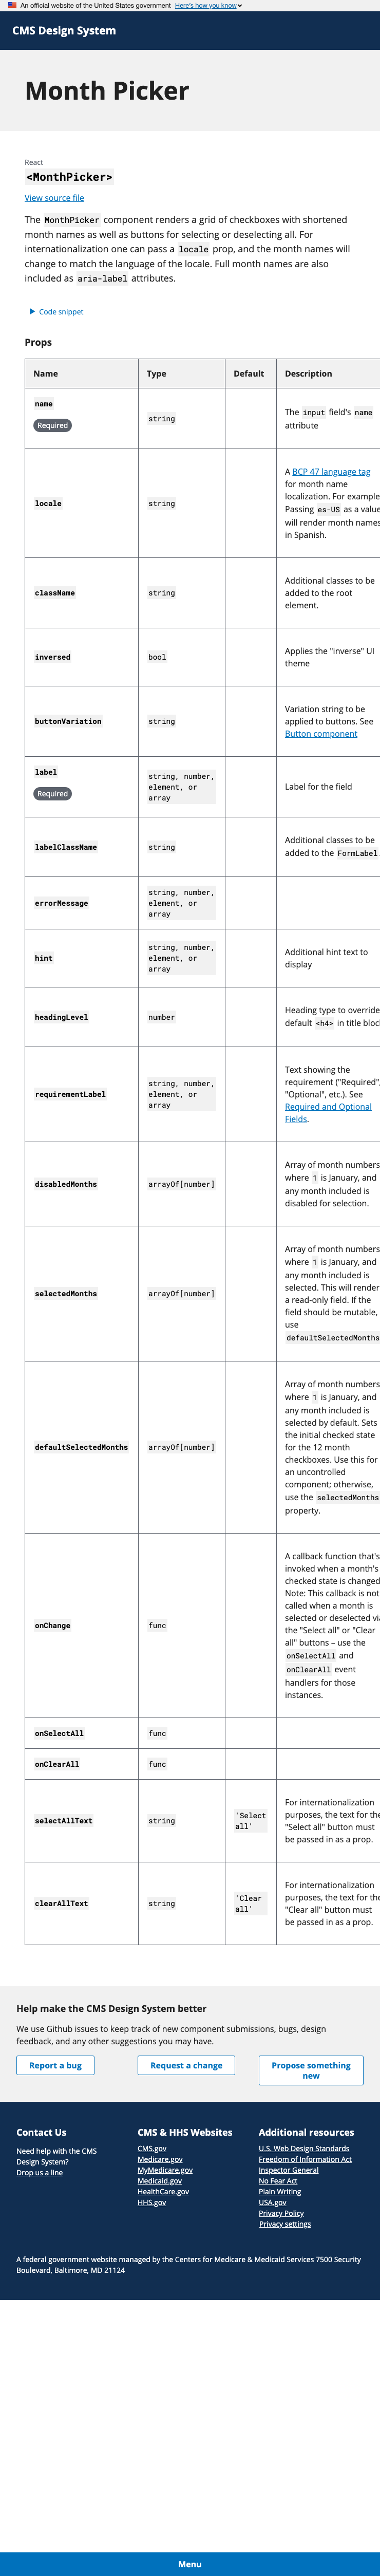 An official website of the United States government Here's how you know
CMS Design System
Month Picker
React
<MonthPicker>
View source file
The MonthPicker component renders a grid of checkboxes with shortened
month names as well as buttons for selecting or deselecting all. For
internationalization one can pass a locale prop, and the month names will
change to match the language of the locale. Full month names are also
included as aria-label attributes.
Code snippet
Props
Name Type Default Description
name
Required
string
The input field's name
attribute
locale
string
A BCP 47 language tag
for month name
localization. For example
Passing es-US as a value
will render month names
in Spanish.
className
string
Additional classes to be
added to the root
element.
inversed
bool
Applies the "inverse" UI
theme
buttonVariation
string
Variation string to be
applied to buttons. See
Button component
label
Required
string, number,
element, or
array
Label for the field
labelClassName
string
Additional classes to be
added to the FormLabel
errorMessage
string, number,
element, or
array
hint
string, number,
element, or
array
Additional hint text to
display
headingLevel
number
Heading type to override
default <h4> in title bloc
requirementLabel
string, number,
element, or
array
Text showing the
requirement ("Required",
"Optional", etc.). See
Required and Optional
Fields.
disabledMonths
arrayOf[number]
Array of month numbers
where 1 is January, and
any month included is
disabled for selection.
selectedMonths
arrayOf[number]
Array of month numbers
where 1 is January, and
any month included is
selected. This will render
a read-only field. If the
field should be mutable,
use
defaultSelectedMonths
defaultSelectedMonths
arrayOf[number]
Array of month numbers
where 1 is January, and
any month included is
selected by default. Sets
the initial checked state
for the 12 month
checkboxes. Use this for
an uncontrolled
component; otherwise,
use the selectedMonths
property.
onChange
func
A callback function that's
invoked when a month's
checked state is changed
Note: This callback is not
called when a month is
selected or deselected via
the "Select all" or "Clear
all" buttons – use the
onSelectAll and
onClearAll event
handlers for those
instances.
onSelectAll
func
onClearAll
func
selectAllText
string
'Select
all'
For internationalization
purposes, the text for the
"Select all" button must
be passed in as a prop.
clearAllText
string
'Clear
all'
For internationalization
purposes, the text for the
"Clear all" button must
be passed in as a prop.
Help make the CMS Design System better
We use Github issues to keep track of new component submissions, bugs, design
feedback, and any other suggestions you may have.
Report a bug
Request a change
Propose something
new
Contact Us
Need help with the CMS
Design System?
Drop us a line
CMS & HHS Websites
CMS.gov
Medicare.gov
MyMedicare.gov
Medicaid.gov
HealthCare.gov
HHS.gov
Additional resources
U.S. Web Design Standards
Freedom of Information Act
Inspector General
No Fear Act
Plain Writing
USA.gov
Privacy Policy
Privacy settings
A federal government website managed by the Centers for Medicare & Medicaid Services 7500 Security
Boulevard, Baltimore, MD 21124
Menu